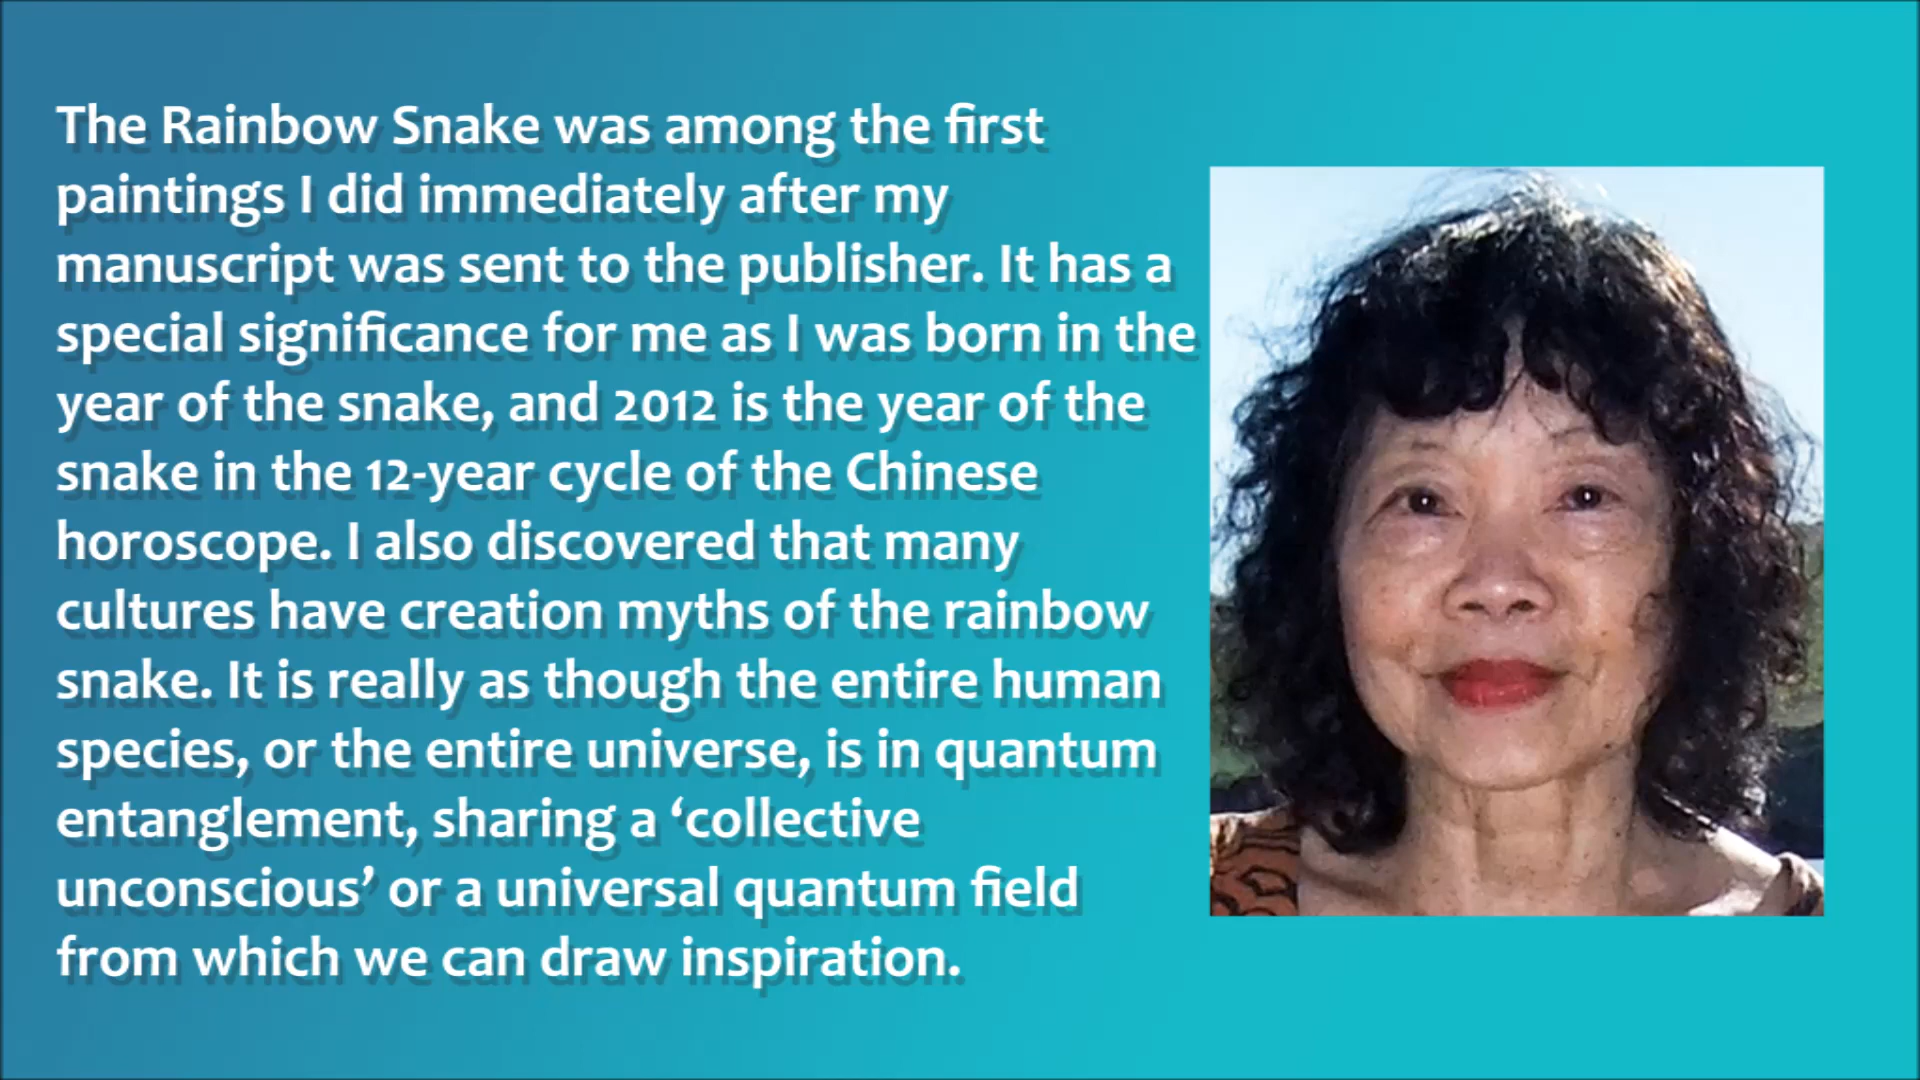 The Rainbow Snake was among the first
paintings I did immediately after my
manuscript was sent to the publisher. It has a
special significance for me as I was born in the
year of the snake, and 2012 is the year of the
snake in the 12-year cycle of the Chinese
horoscope. I also discovered that many
cultures have creation myths of the rainbow
snake. It is really as though the entire human
species, or the entire universe, is in quantum
entanglement, sharing a ‘collective
unconscious’ or a universal quantum field
from which we can draw inspiration.